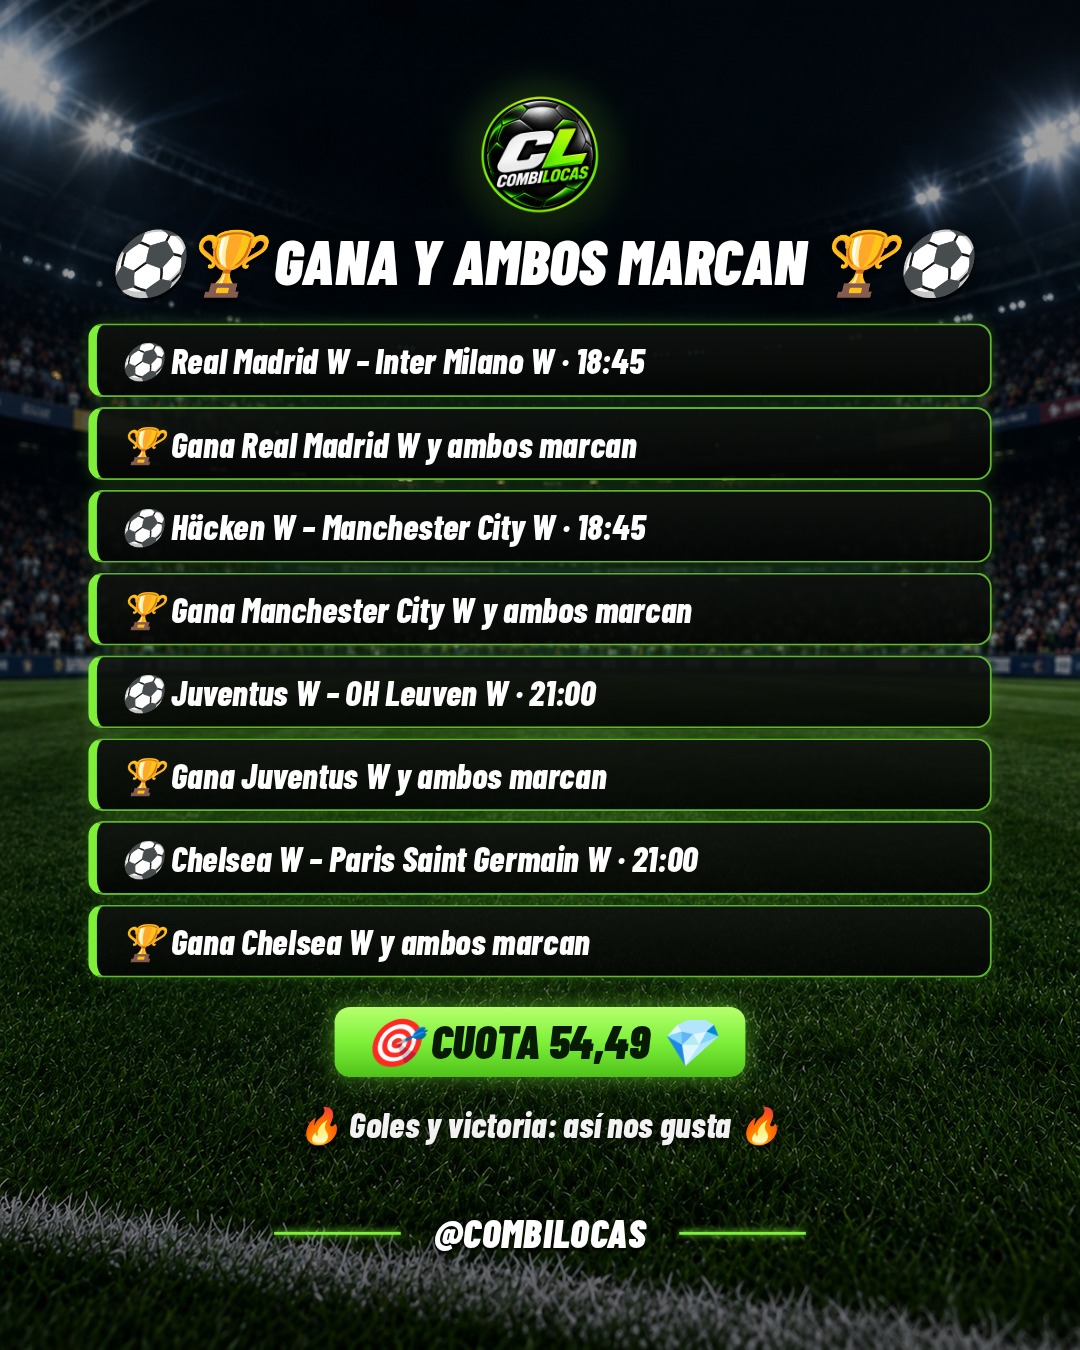 CL
COMBILOCAS
⚽🏆 GANA Y AMBOS MARCAN 🏆⚽
⚽ Real Madrid W – Inter Milano W · 18:45
🏆 Gana Real Madrid W y ambos marcan
⚽ Häcken W – Manchester City W · 18:45
🏆 Gana Manchester City W y ambos marcan
⚽ Juventus W – OH Leuven W · 21:00
🏆 Gana Juventus W y ambos marcan
⚽ Chelsea W – Paris Saint Germain W · 21:00
🏆 Gana Chelsea W y ambos marcan
🎯 CUOTA 54,49 💎
🔥 Goles y victoria: así nos gusta 🔥
@COMBILOCAS